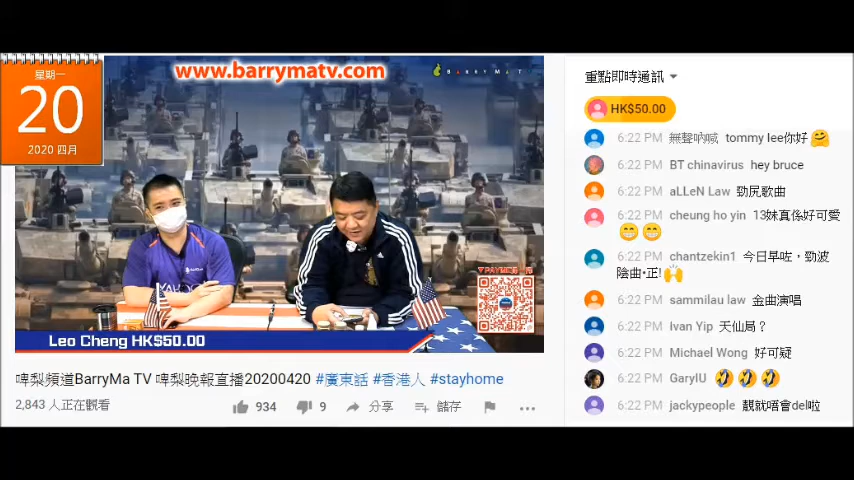 星期一
20
2020 四月
www.barrymatv.com
BARRYMAT
YAHOO
Leo Cheng HK$50.00
啤梨頻道BarryMa TV 啤梨晚報直播20200420 #廣東話 #香港人 #stayhome
2,843 人正在觀看
934
9
分享
儲存
重點即時通訊
HK$50.00
6:22 PM 無聲吶喊 tommy lee你好
6:22 PM BT chinavirus hey bruce
6:22 PM aLLeN Law 勁尻歌曲
6:22 PM cheung ho yin 13妹真係好可愛
6:22 PM chantzekin1 今日早咗，勁波
陰曲·正!
6:22 PM sammilau law 金曲演唱
6:22 PM Ivan Yip 天仙局？
6:22 PM Michael Wong 好可疑
6:22 PM GarylU
6:22 PM jackypeople 靚就唔會del啦